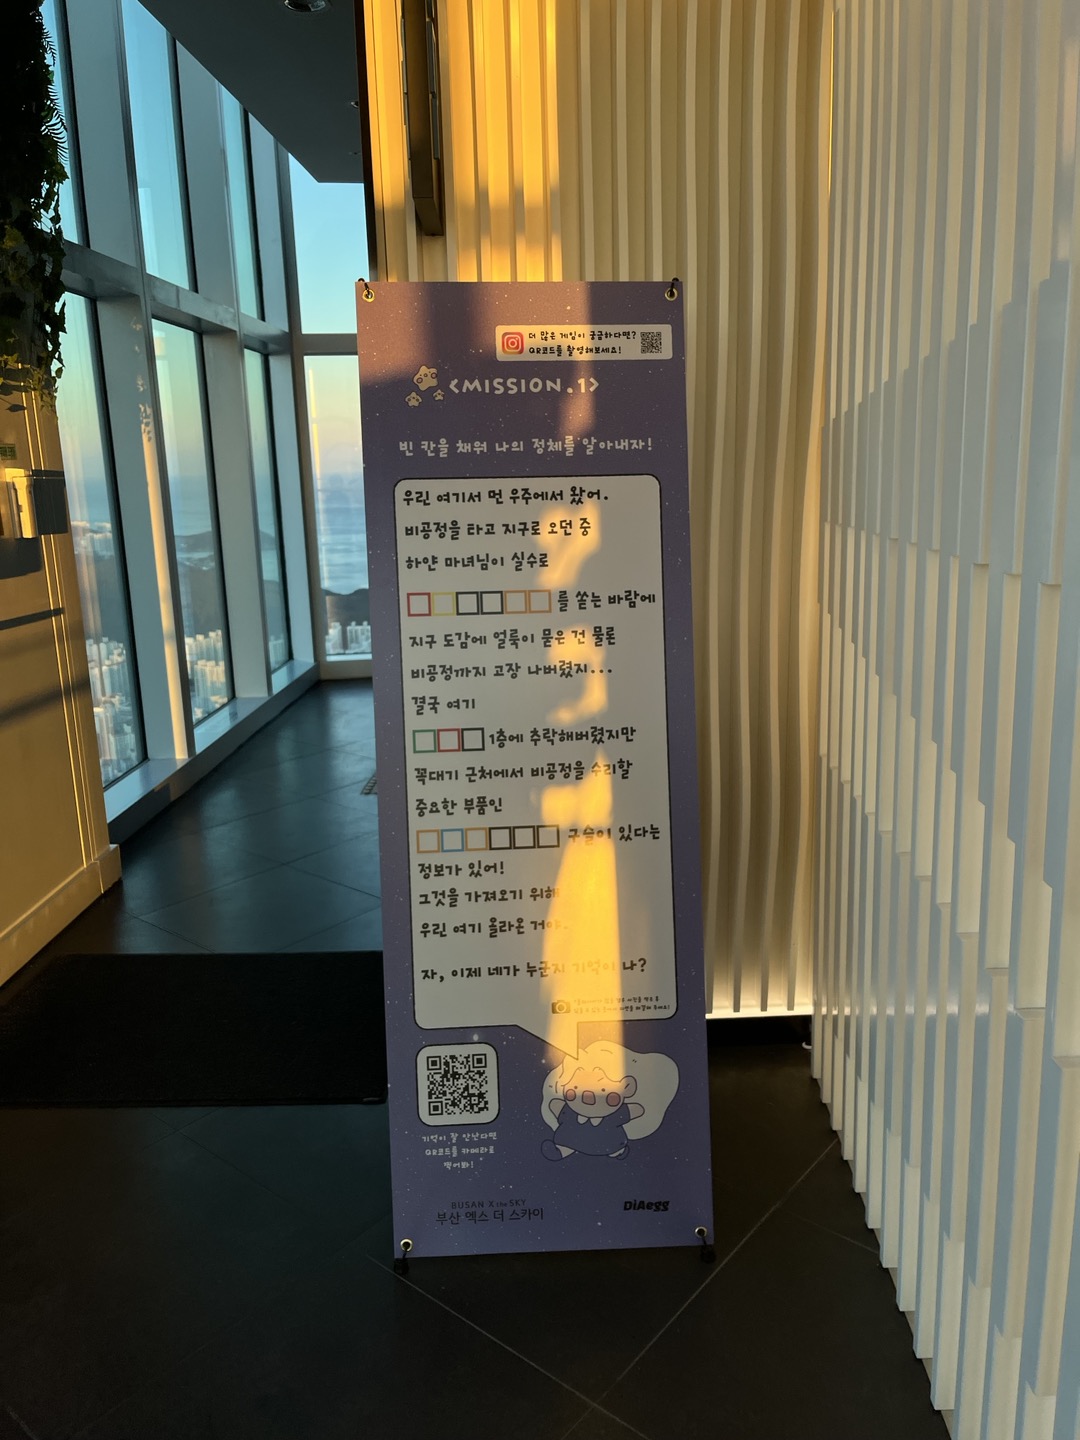 더 많은 게임이 궁금하다면?
QR코드를 촬영해보세요!
<MISSION.1>
빈 칸을 채워 나의 정체를 알아내자!
우린 여기서 먼 우주에서 왔어.
비공정을 타고 지구로 오던 중
하얀 마녀님이 실수로
□□□□□□를 쏟는 바람에
지구 도감에 얼룩이 묻은 건 물론
비공정까지 고장 나버렸지...
결국 여기
□□□1층에 추락해버렸지만
꼭대기 근처에서 비공정을 수리할
중요한 부품인
□□□□□□ 구슬이 있다는
정보가 있어!
그것을 가져오기 위해
우린 여기 올라온 거야.
자, 이제 네가 누군지 기억이 나?
기억이 잘 안난다면
QR코드를 카메라로
찍어봐!
BUSAN X the SKY
부산 엑스 더 스카이
DiAegg